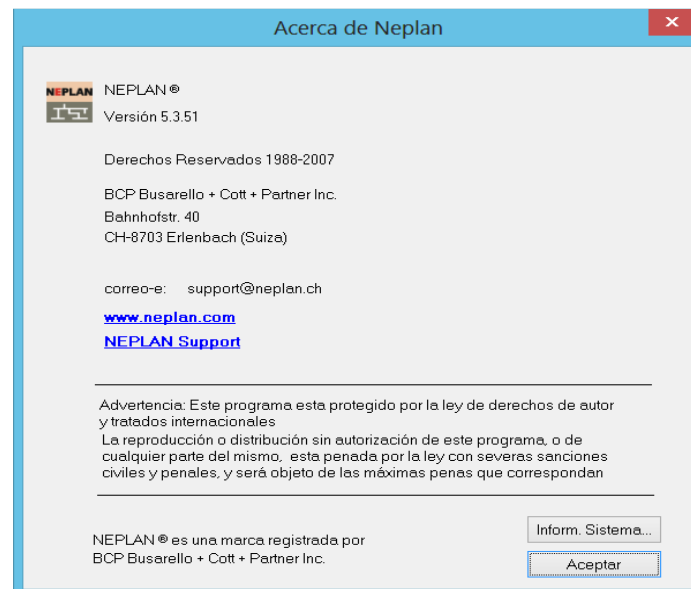 Acerca de Neplan
NEPLAN
NEPLAN ®
Versión 5.3.51
Derechos Reservados 1988-2007
BCP Busarello + Cott + Partner Inc.
Bahnhofstr. 40
CH-8703 Erlenbach (Suiza)
correo-e: support@neplan.ch
www.neplan.com
NEPLAN Support
Advertencia: Este programa esta protegido por la ley de derechos de autor
y tratados internacionales
La reproducción o distribución sin autorización de este programa, o de
cualquier parte del mismo, esta penada por la ley con severas sanciones
civiles y penales, y será objeto de las máximas penas que correspondan
NEPLAN ® es una marca registrada por
BCP Busarello + Cott + Partner Inc.
Inform. Sistema...
Aceptar